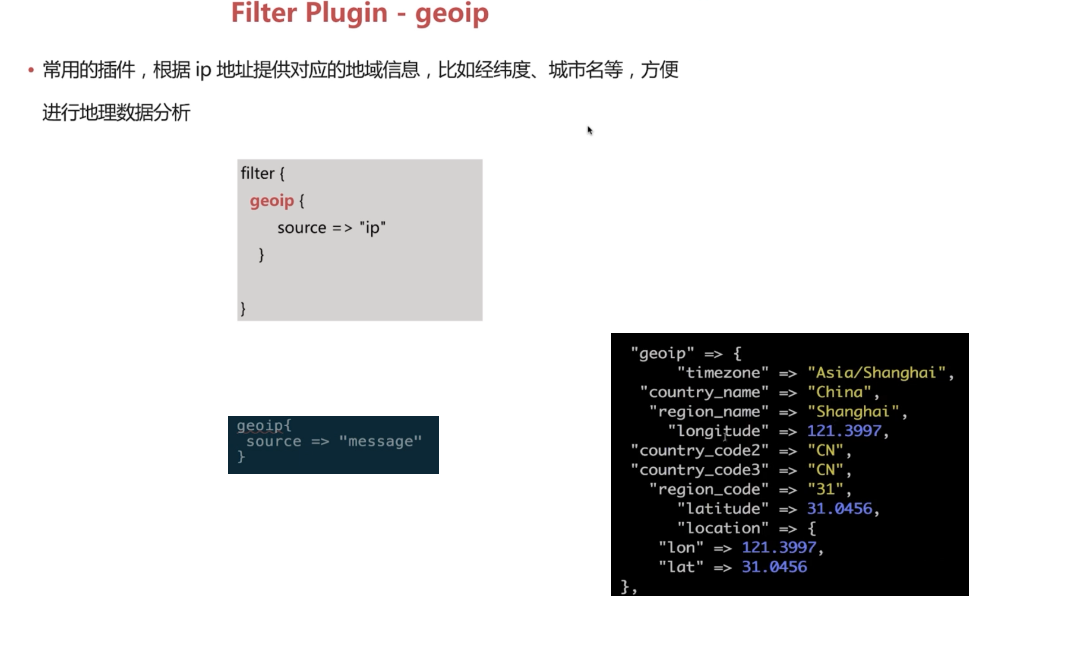 Filter Plugin - geoip
• 常用的插件，根据 ip 地址提供对应的地域信息，比如经纬度、城市名等，方便
进行地理数据分析
filter {
geoip {
source => "ip"
}
}
geoip{
source => "message"
}
"geoip" => {
"timezone" => "Asia/Shanghai",
"country_name" => "China",
"region_name" => "Shanghai",
"longitude" => 121.3997,
"country_code2" => "CN",
"country_code3" => "CN",
"region_code" => "31",
"latitude" => 31.0456,
"location" => {
"lon" => 121.3997,
"lat" => 31.0456
},